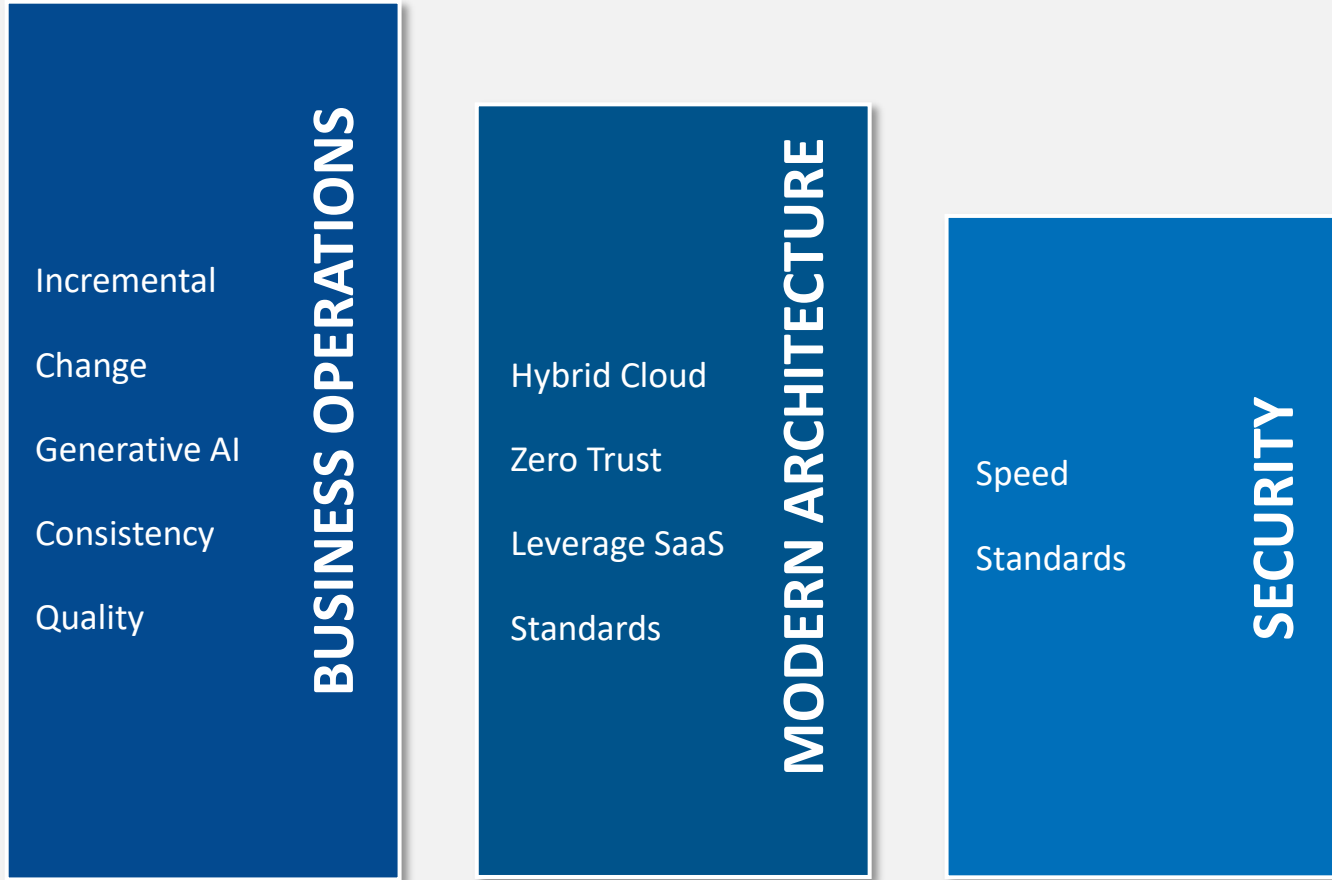 BUSINESS OPERATIONS
Incremental
Change
Generative AI
Consistency
Quality
MODERN ARCHITECTURE
Hybrid Cloud
Zero Trust
Leverage SaaS
Standards
SECURITY
Speed
Standards